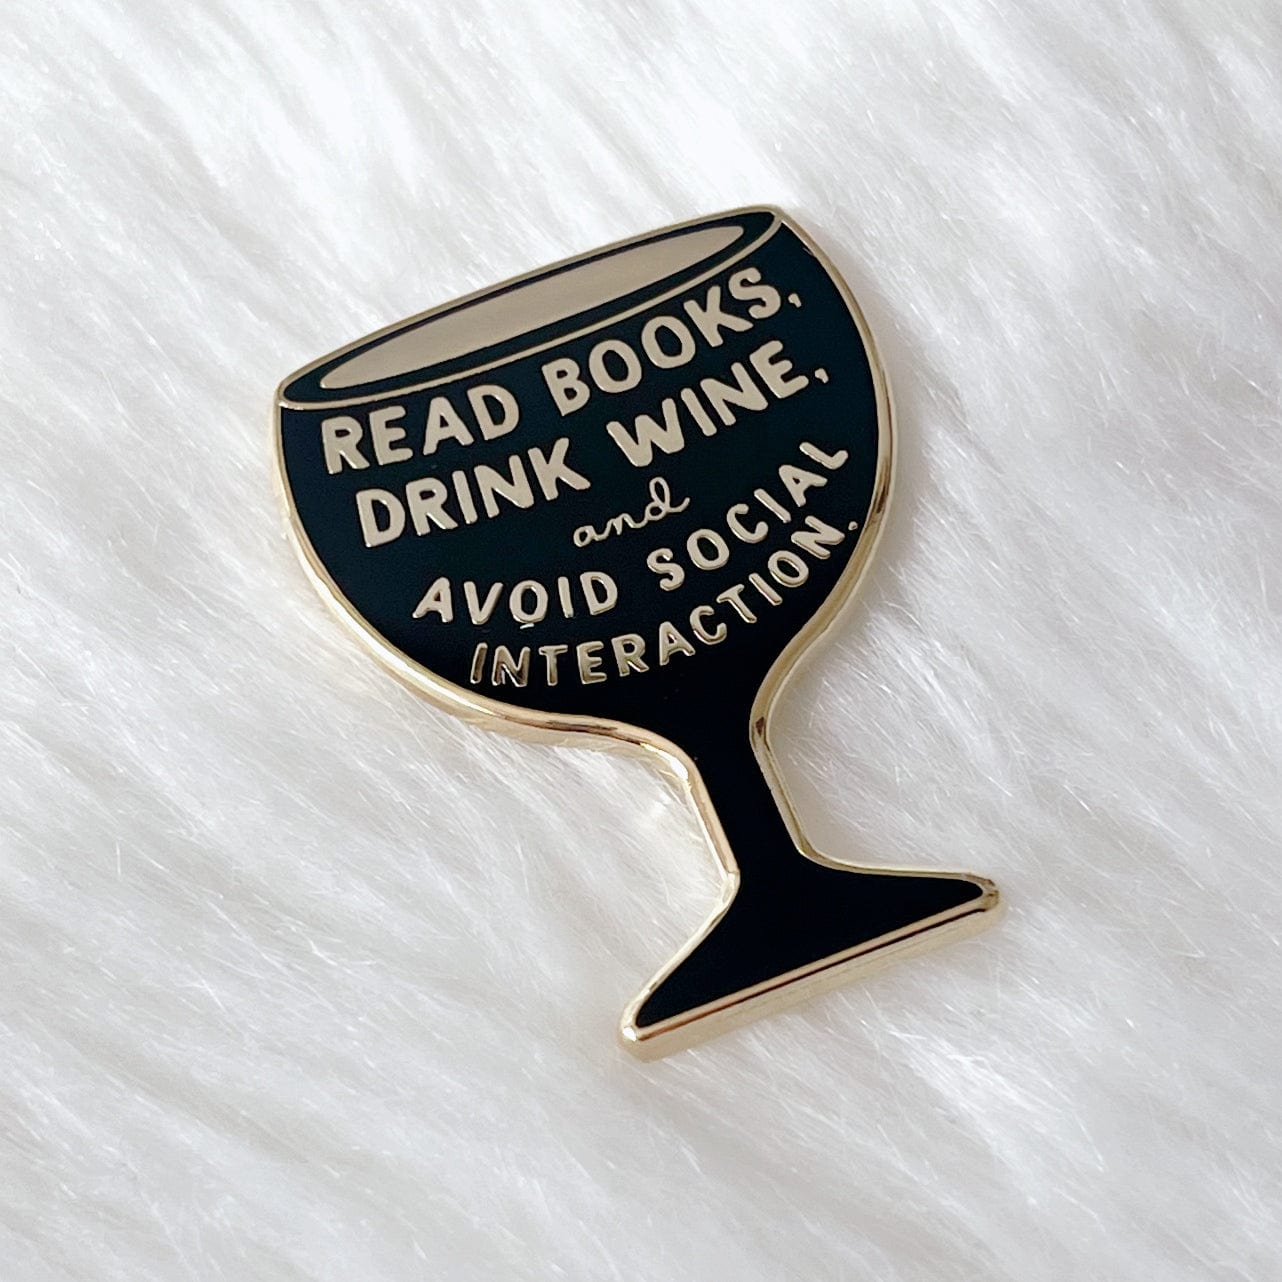 READ BOOKS,
DRINK WINE,
and
AVOID SOCIAL
INTERACTION.